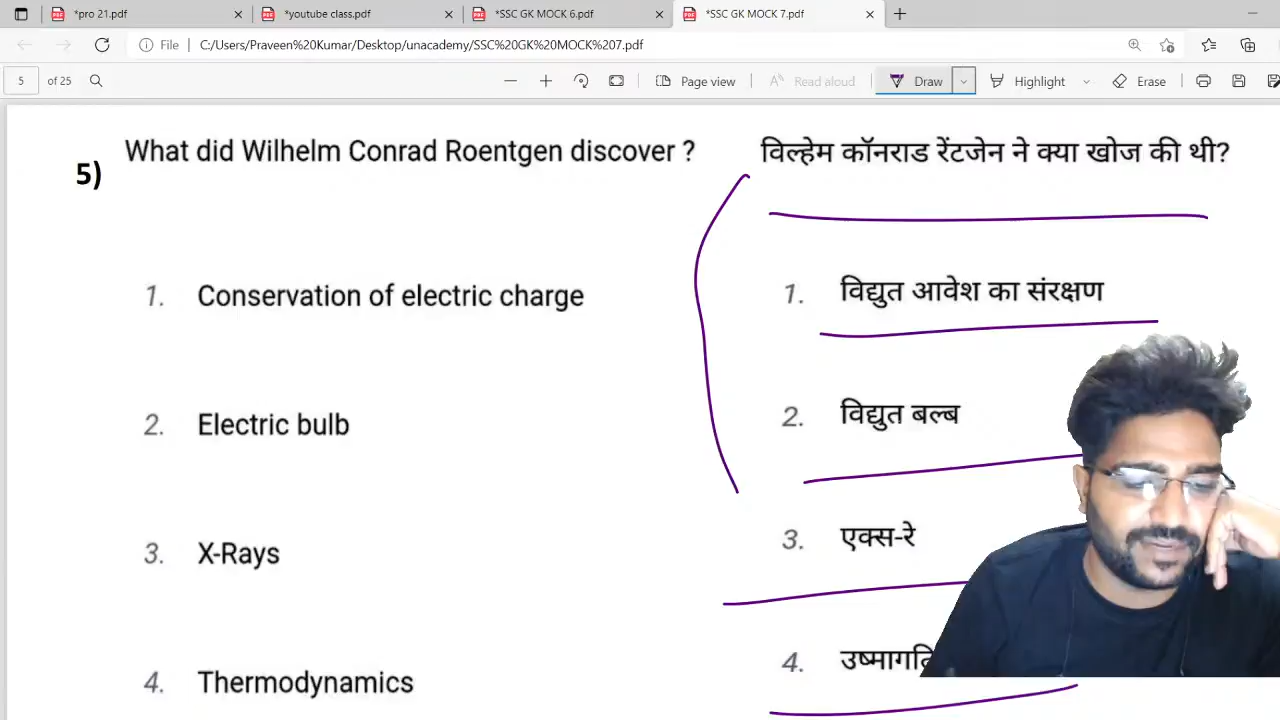 *pro 21.pdf
*youtube class.pdf
*SSC GK MOCK 6.pdf
*SSC GK MOCK 7.pdf
File
C:/Users/Praveen%20Kumar/Desktop/unacademy/SSC%20GK%20MOCK%207.pdf
5 of 25
Page view
Read aloud
Draw
Highlight
Erase
5)
What did Wilhelm Conrad Roentgen discover ?
1. Conservation of electric charge
2. Electric bulb
3. X-Rays
4. Thermodynamics
विल्हेम कॉनराड रेंटजेन ने क्या खोज की थी?
1. विद्युत आवेश का संरक्षण
2. विद्युत बल्ब
3. एक्स-रे
4.